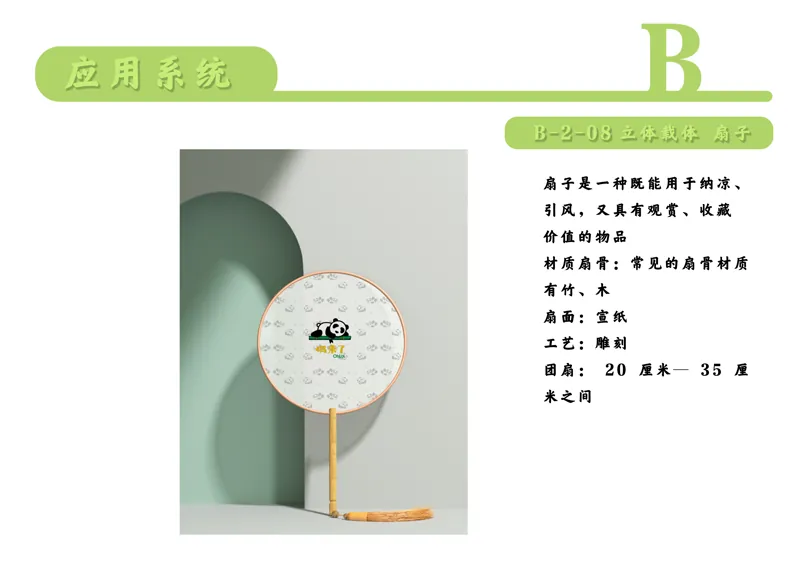 应用系统
B
B-2-08 立体载体 扇子
扇子是一种既能用于纳凉、
引风，又具有观赏、收藏
价值的物品
材质扇骨：常见的扇骨材质
有竹、木
扇面：宣纸
工艺：雕刻
团扇： 20 厘米— 35 厘
米之间